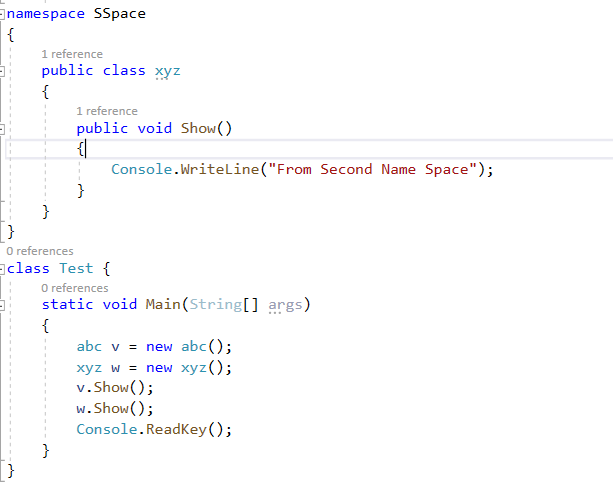 namespace SSpace
{
1 reference
public class xyz
{
1 reference
public void Show()
{
Console.WriteLine("From Second Name Space");
}
}
}
0 references
class Test {
0 references
static void Main(String[] args)
{
abc v = new abc();
xyz w = new xyz();
v.Show();
w.Show();
Console.ReadKey();
}
}